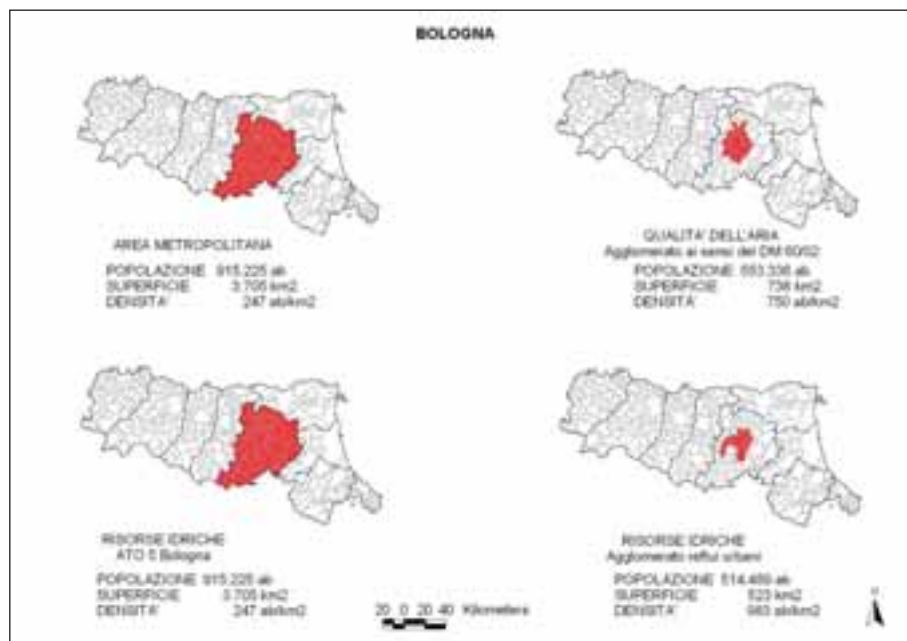 BOLOGNA
AREA METROPOLITANA
POPOLAZIONE 915.225 ab
SUPERFICIE 3.705 km2
DENSITA' 247 ab/km2
QUALITA' DELL'ARIA
Agglomerato ai sensi del DM 60/02
POPOLAZIONE 553.336 ab
SUPERFICIE 738 km2
DENSITA' 750 ab/km2
RISORSE IDRICHE
ATO 5 Bologna
POPOLAZIONE 915.225 ab
SUPERFICIE 3.705 km2
DENSITA' 247 ab/km2
RISORSE IDRICHE
Agglomerato reflui urbani
POPOLAZIONE 514.469 ab
SUPERFICIE 523 km2
DENSITA' 983 ab/km2
20 0 20 40 Kilometers
N